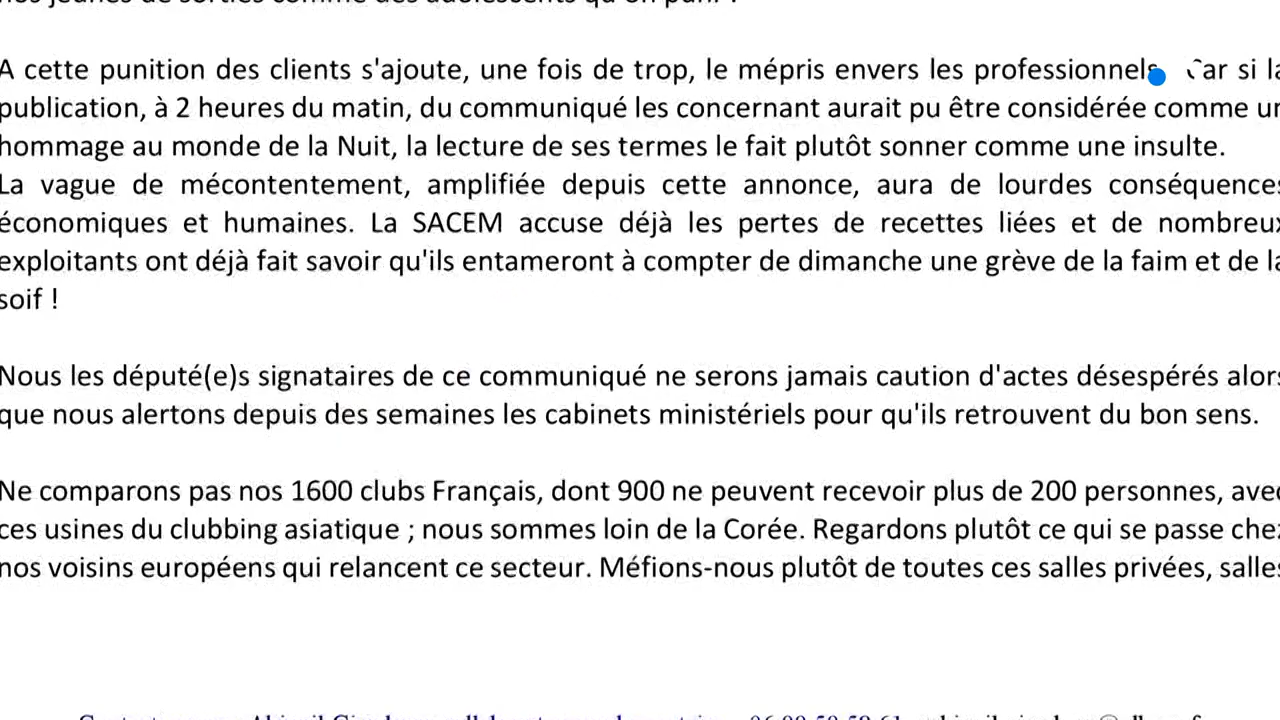 A cette punition des clients s'ajoute, une fois de trop, le mépris envers les professionnels. Car si la
publication, à 2 heures du matin, du communiqué les concernant aurait pu être considérée comme un
hommage au monde de la Nuit, la lecture de ses termes le fait plutôt sonner comme une insulte.
La vague de mécontentement, amplifiée depuis cette annonce, aura de lourdes conséquences
économiques et humaines. La SACEM accuse déjà les pertes de recettes liées et de nombreux
exploitants ont déjà fait savoir qu'ils entameront à compter de dimanche une grève de la faim et de la
soif !
Nous les député(e)s signataires de ce communiqué ne serons jamais caution d'actes désespérés alors
que nous alertons depuis des semaines les cabinets ministériels pour qu'ils retrouvent du bon sens.
Ne comparons pas nos 1600 clubs Français, dont 900 ne peuvent recevoir plus de 200 personnes, avec
ces usines du clubbing asiatique ; nous sommes loin de la Corée. Regardons plutôt ce qui se passe chez
nos voisins européens qui relancent ce secteur. Méfions-nous plutôt de toutes ces salles privées, salles